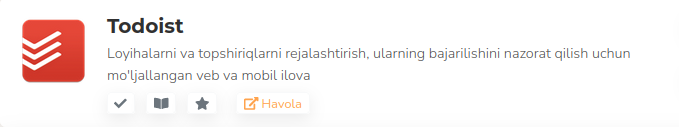 Todoist
Loyihalarni va topshiriqlarni rejalashtirish, ularning bajarilishini nazorat qilish uchun
mo'ljallangan veb va mobil ilova
Havola